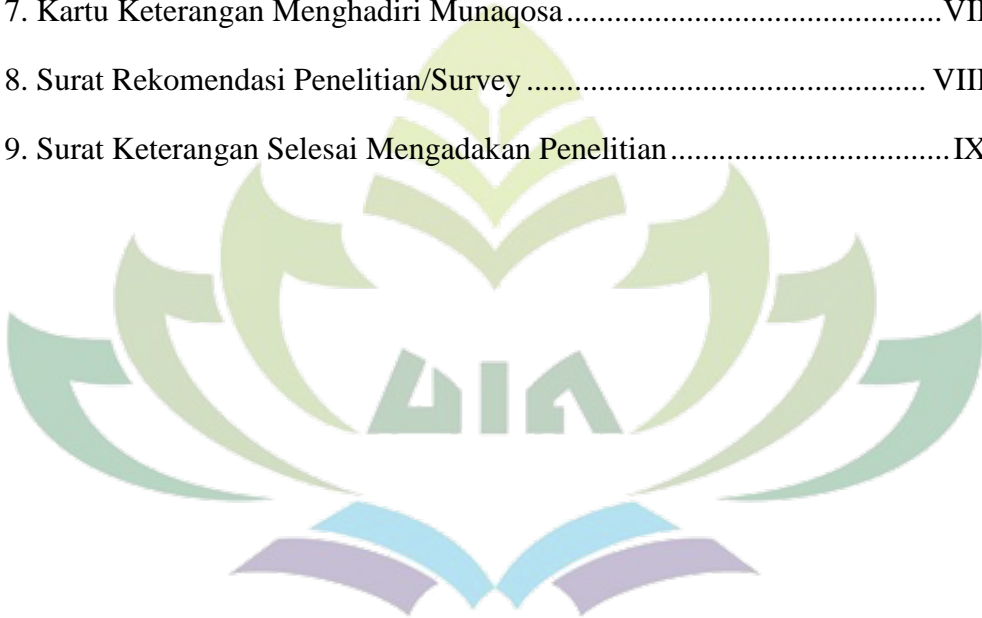 7. Kartu Keterangan Menghadiri Munaqosa.......................................VII
8. Surat Rekomendasi Penelitian/Survey ............................................. VIII
9. Surat Keterangan Selesai Mengadakan Penelitian................................IX
UIN